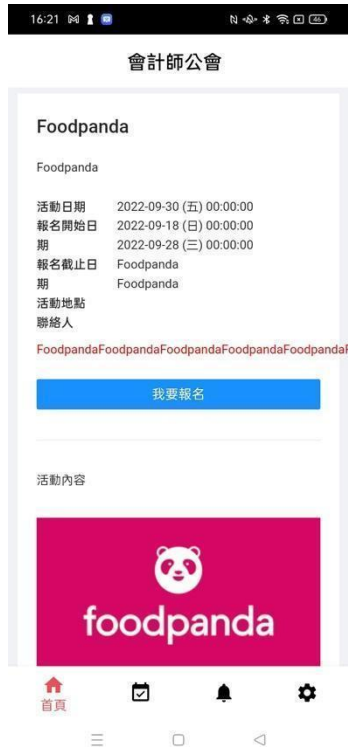 16:21
46
會計師公會
Foodpanda
Foodpanda
活動日期 2022-09-30 (五) 00:00:00
報名開始日 2022-09-18 (日) 00:00:00
期 2022-09-28 (三) 00:00:00
報名截止日 Foodpanda
期 Foodpanda
活動地點
聯絡人
FoodpandaFoodpandaFoodpandaFoodpandaFoodpandaF
我要報名
活動內容
foodpanda
首頁